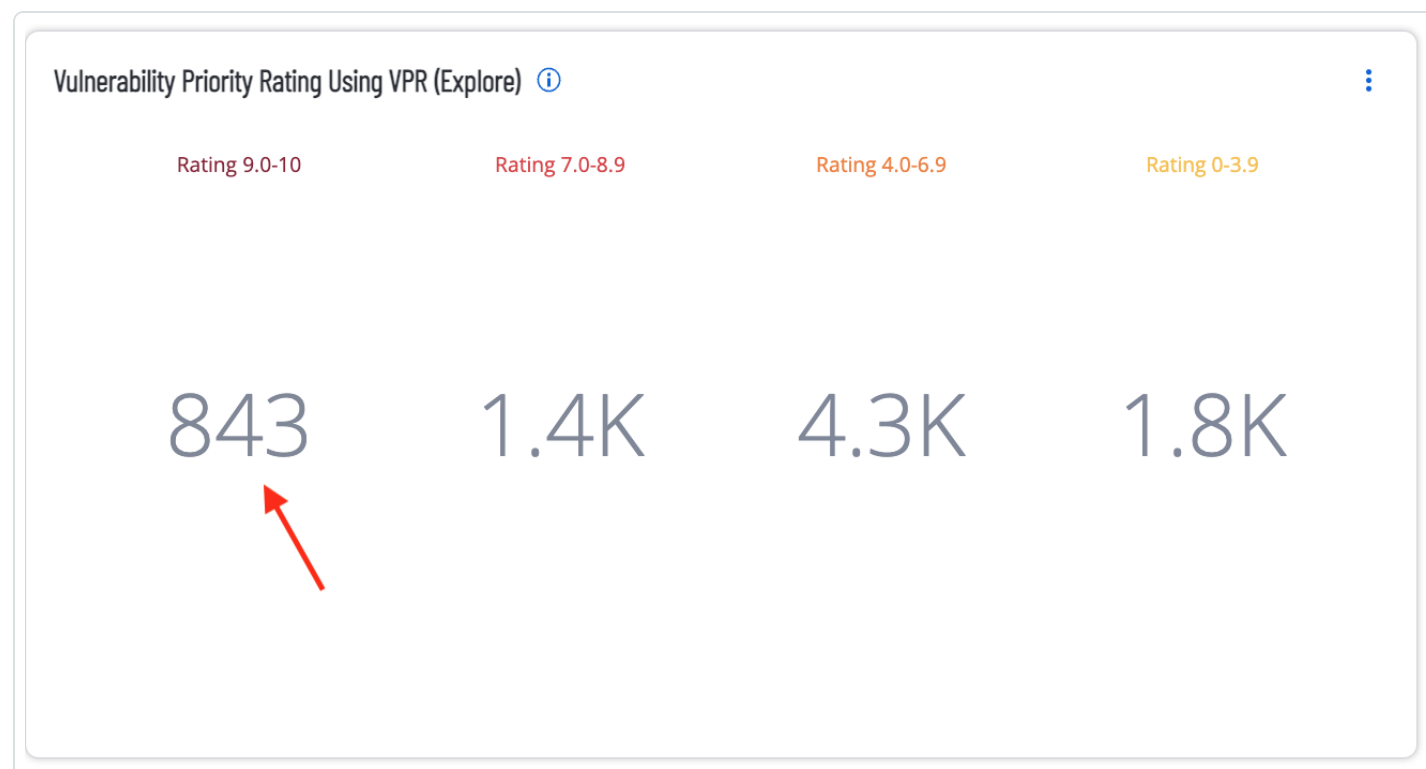 Vulnerability Priority Rating Using VPR (Explore)
Rating 9.0-10 Rating 7.0-8.9 Rating 4.0-6.9 Rating 0-3.9
843 1.4K 4.3K 1.8K